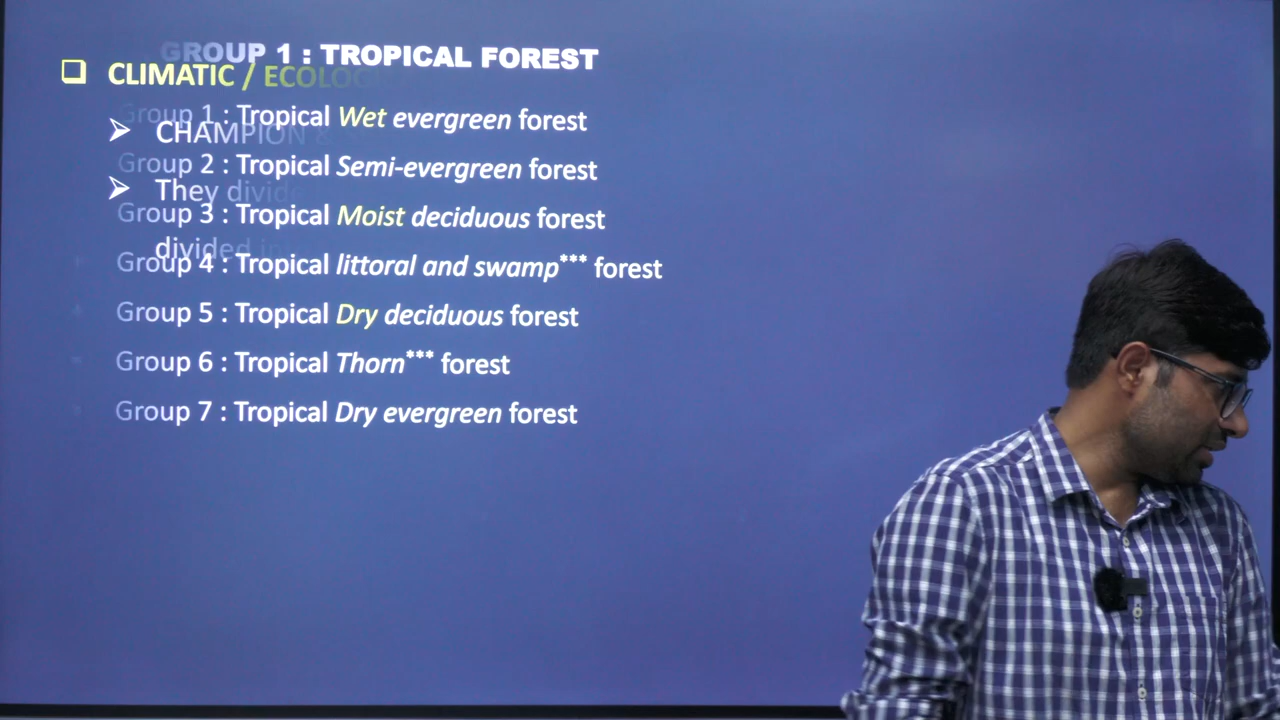 GROUP 1 : TROPICAL FOREST
❑ CLIMATIC / ECOLOG
Group 1 : Tropical Wet evergreen forest
➤ CHAMPION &
Group 2 : Tropical Semi-evergreen forest
➤ They divide
Group 3 : Tropical Moist deciduous forest
divided in
Group 4 : Tropical littoral and swamp*** forest
Group 5 : Tropical Dry deciduous forest
Group 6 : Tropical Thorn*** forest
Group 7 : Tropical Dry evergreen forest